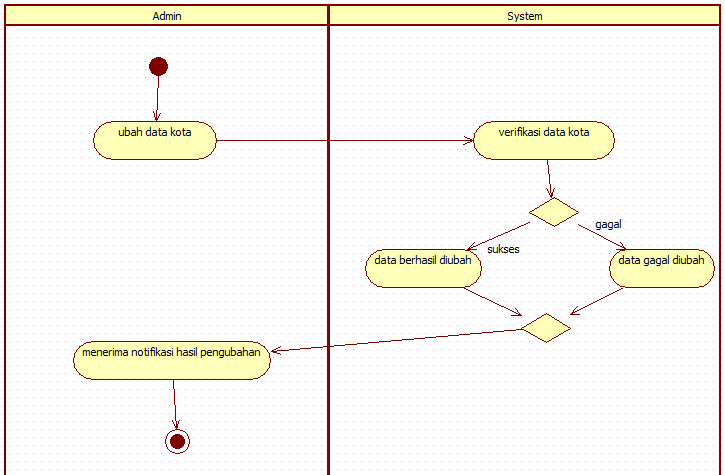 Admin
System
ubah data kota
verifikasi data kota
gagal
sukses
data berhasil diubah
data gagal diubah
menerima notifikasi hasil pengubahan